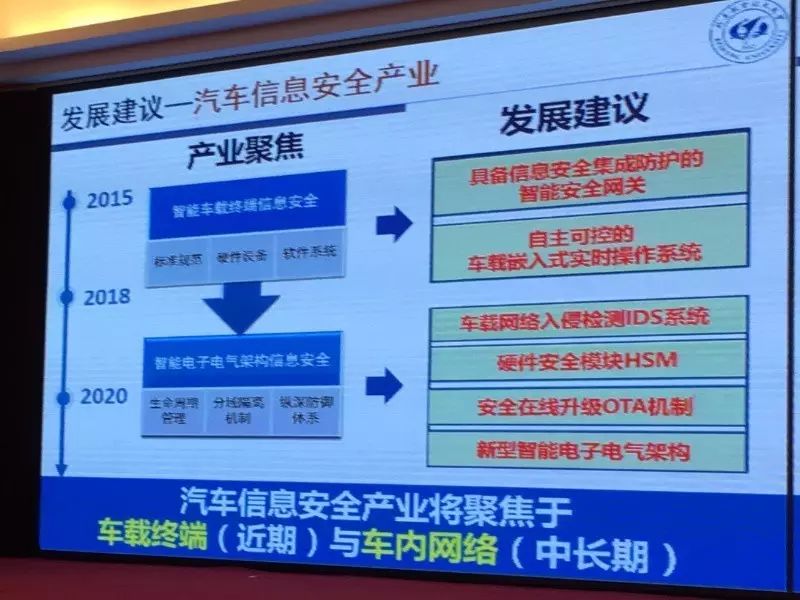 发展建议—汽车信息安全产业
产业聚焦
发展建议
2015
智能车载终端信息安全
标准规范
硬件设备
软件系统
2018
智能电子电气架构信息安全
2020
生命周期
管理
分域隔离
机制
纵深防御
体系
具备信息安全集成防护的
智能安全网关
自主可控的
车载嵌入式实时操作系统
车载网络入侵检测IDS系统
硬件安全模块HSM
安全在线升级OTA机制
新型智能电子电气架构
汽车信息安全产业将聚焦于
车载终端（近期）与车内网络（中长期）